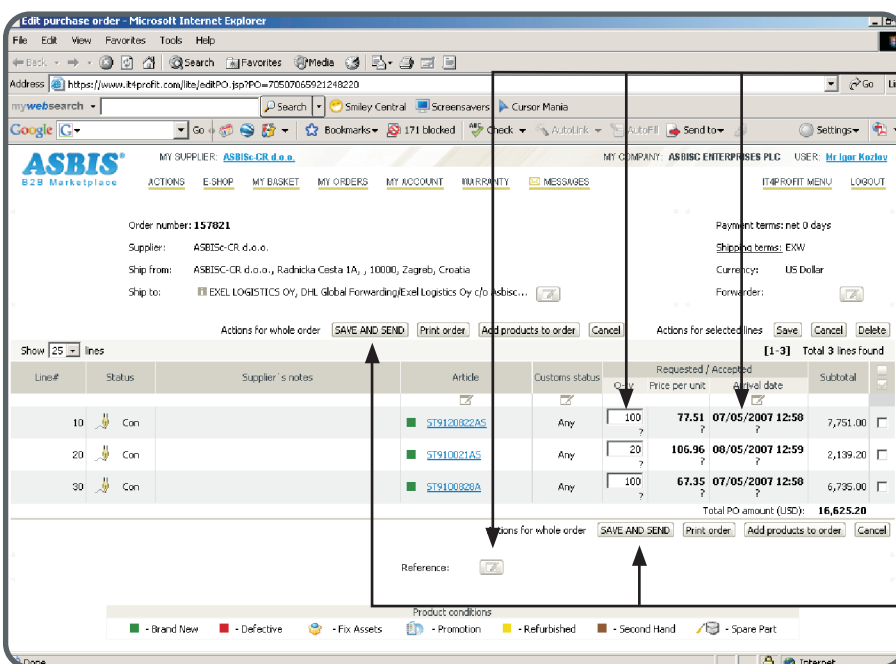 Edit purchase order - Microsoft Internet Explorer
File Edit View Favorites Tools Help
Back Search Favorites Media
Address https://www.it4profit.com/lite/editPO.jsp?PO=70507065921248220 Go
mywebsearch Search Smiley Central Screensavers Cursor Mania
Google G Go Bookmarks 171 blocked Check AutoLink AutoFill Send to Settings
ASBIS
B2B Marketplace
MY SUPPLIER: ASBISc-CR d.o.o. MY COMPANY: ASBISC ENTERPRISES PLC USER: Mr Igor Kozlov
ACTIONS E-SHOP MY BASKET MY ORDERS MY ACCOUNT WARRANTY MESSAGES IT4PROFIT MENU LOGOUT
Order number: 157821 Payment terms: net 0 days
Supplier: ASBISc-CR d.o.o. Shipping terms: EXW
Ship from: ASBISC-CR d.o.o., Radnicka Cesta 1A, , 10000, Zagreb, Croatia Currency: US Dollar
Ship to: EXEL LOGISTICS OY, DHL Global Forwarding/Exel Logistics Oy c/o Asbisc... Forwarder:
Actions for whole order SAVE AND SEND Print order Add products to order Cancel Actions for selected lines Save Cancel Delete
Show 25 lines [1-3] Total 3 lines found
Line# Status Supplier`s notes Article Customs status Requested / Accepted Subtotal
Q-ty Price per unit Arrival date
10 Con ST9120822AS Any 100 77.51 07/05/2007 12:58 7,751.00
? ? ?
20 Con ST910021AS Any 20 106.96 08/05/2007 12:59 2,139.20
? ? ?
30 Con ST9100828A Any 100 67.35 07/05/2007 12:58 6,735.00
? ? ?
Total PO amount (USD): 16,625.20
Actions for whole order SAVE AND SEND Print order Add products to order Cancel
Reference:
Product conditions
- Brand New - Defective - Fix Assets - Promotion - Refurbished - Second Hand - Spare Part
Done Internet